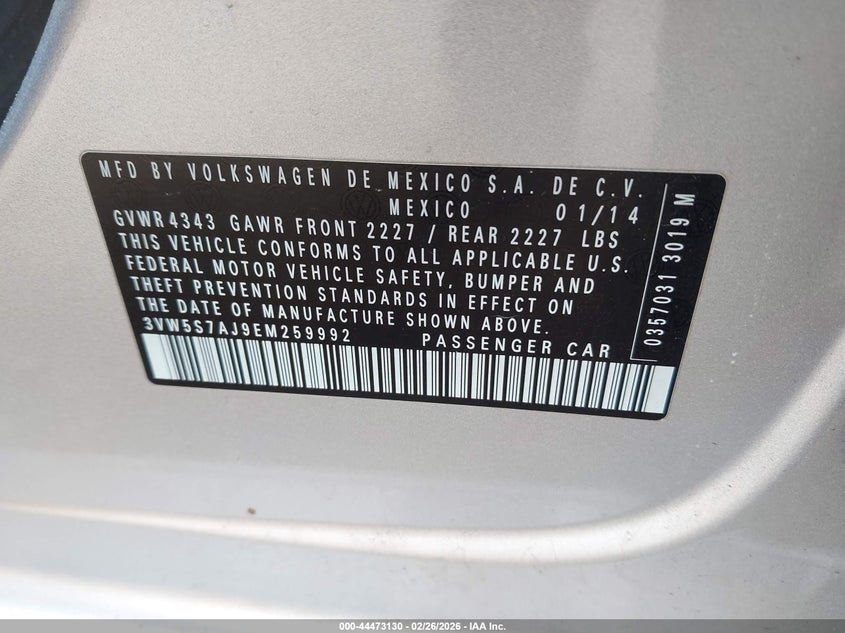 MFD BY VOLKSWAGEN DE MEXICO S.A. DE C.V.
MEXICO 01/14
GVWR 4343 GAWR FRONT 2227 / REAR 2227 LBS
THIS VEHICLE CONFORMS TO ALL APPLICABLE U.S.
FEDERAL MOTOR VEHICLE SAFETY, BUMPER AND
THEFT PREVENTION STANDARDS IN EFFECT ON
THE DATE OF MANUFACTURE SHOWN ABOVE.
3VW5S7AJ9EM259992 PASSENGER CAR
0357031 3019 M
000-44473130 - 02/26/2026 - IAA Inc.